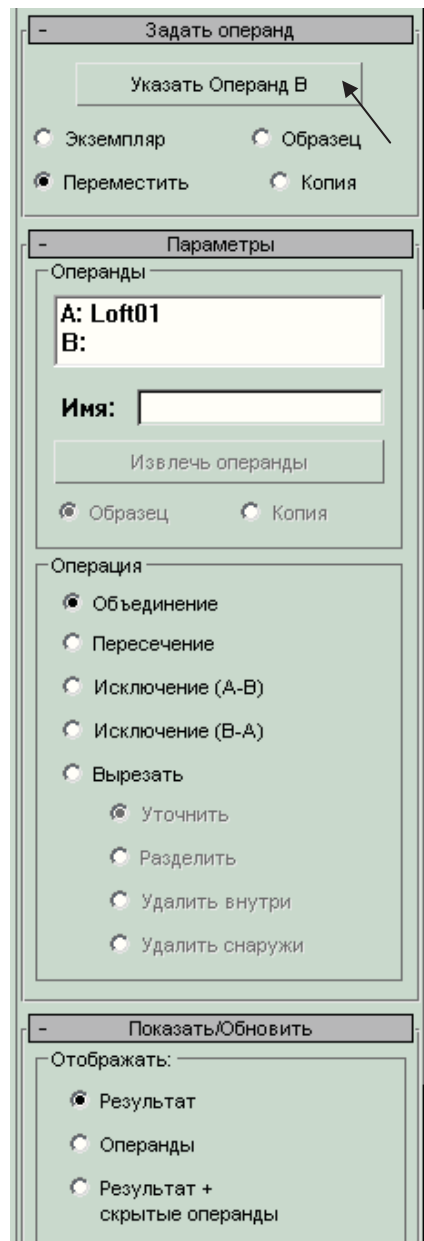 - Задать операнд
Указать Операнд В
Экземпляр Образец
Переместить Копия
- Параметры
Операнды
A: Loft01
B:
Имя:
Извлечь операнды
Образец Копия
Операция
Объединение
Пересечение
Исключение (A-B)
Исключение (B-A)
Вырезать
Уточнить
Разделить
Удалить внутри
Удалить снаружи
- Показать/Обновить
Отображать:
Результат
Операнды
Результат +
скрытые операнды